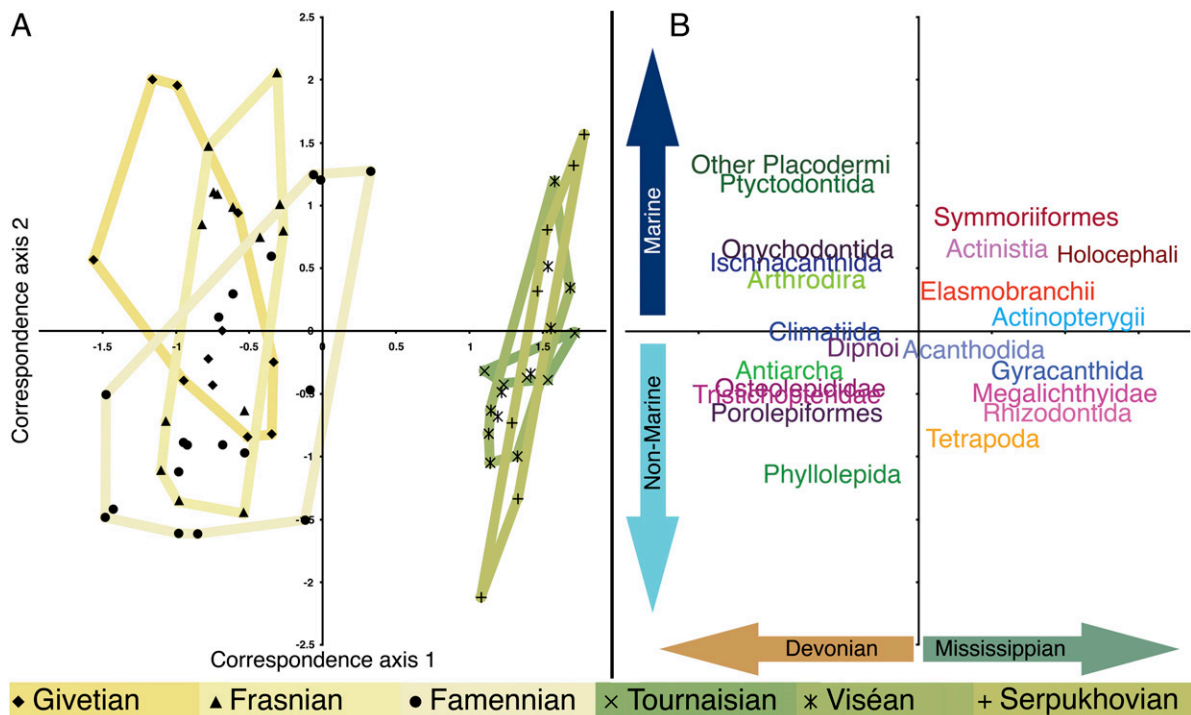 A
B
2.5
2
1.5
1
0.5
0
-0.5
-1
-1.5
-2
-2.5
-1.5
-1
-0.5
0
0.5
1
1.5
Correspondence axis 2
Correspondence axis 1
Marine
Non-Marine
Other Placodermi
Ptyctodontida
Symmoriiformes
Onychodontida
Actinistia
Holocephali
Ischnacanthida
Arthrodira
Elasmobranchii
Actinopterygii
Climatiida
Dipnoi
Acanthodida
Antiarcha
Gyracanthida
Osteolepididae
Tristichopteridae
Megalichthyidae
Porolepiformes
Rhizodontida
Tetrapoda
Phyllolepida
Devonian
Mississippian
Givetian
Frasnian
Famennian
Tournaisian
Viséan
Serpukhovian